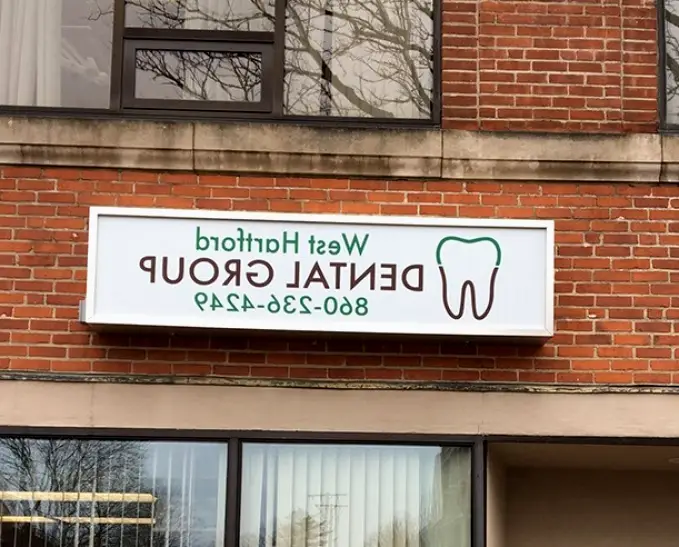 West Hartford
DENTAL GROUP
860-236-4249